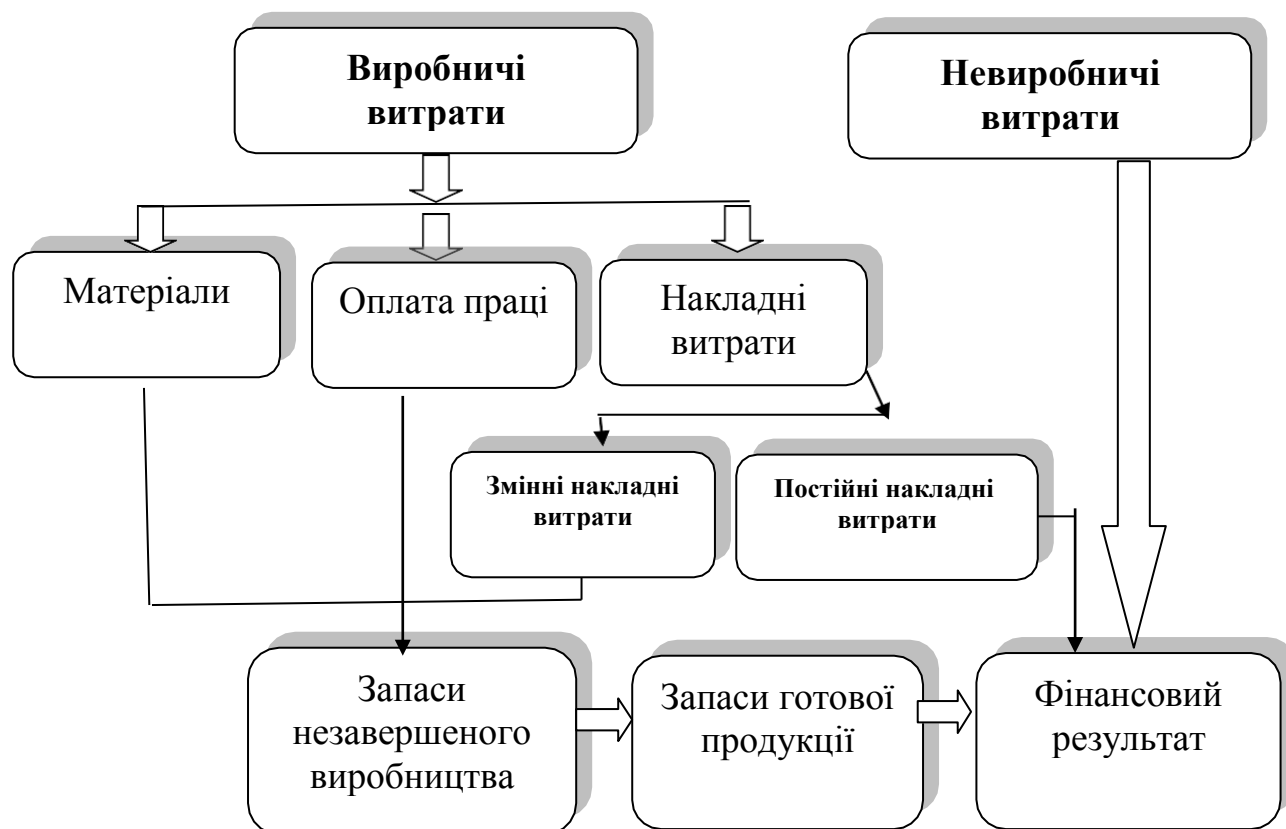 Виробничі
витрати
Невиробничі
витрати
Матеріали
Оплата праці
Накладні
витрати
Змінні накладні
витрати
Постійні накладні
витрати
Запаси
незавершеного
виробництва
Запаси готової
продукції
Фінансовий
результат